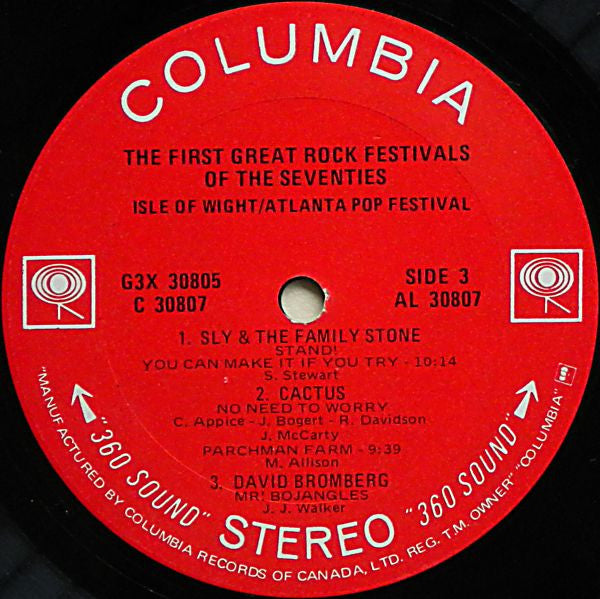 COLUMBIA
THE FIRST GREAT ROCK FESTIVALS
OF THE SEVENTIES
ISLE OF WIGHT/ATLANTA POP FESTIVAL
G3X 30805
C 30807
SIDE 3
AL 30807
1. SLY & THE FAMILY STONE
STAND!
YOU CAN MAKE IT IF YOU TRY - 10:14
S. Stewart
2. CACTUS
NO NEED TO WORRY
C. Appice - J. Bogert - R. Davidson
J. McCarty
PARCHMAN FARM - 9:39
M. Allison
3. DAVID BROMBERG
MR. BOJANGLES
J. J. Walker
"360 SOUND" STEREO "360 SOUND"
"MANUFACTURED BY COLUMBIA RECORDS OF CANADA, LTD. REG. T.M. OWNER" "COLUMBIA"